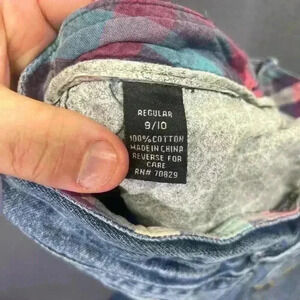 REGULAR
9/10
100% COTTON
MADE IN CHINA
REVERSE FOR
CARE
RN# 70829